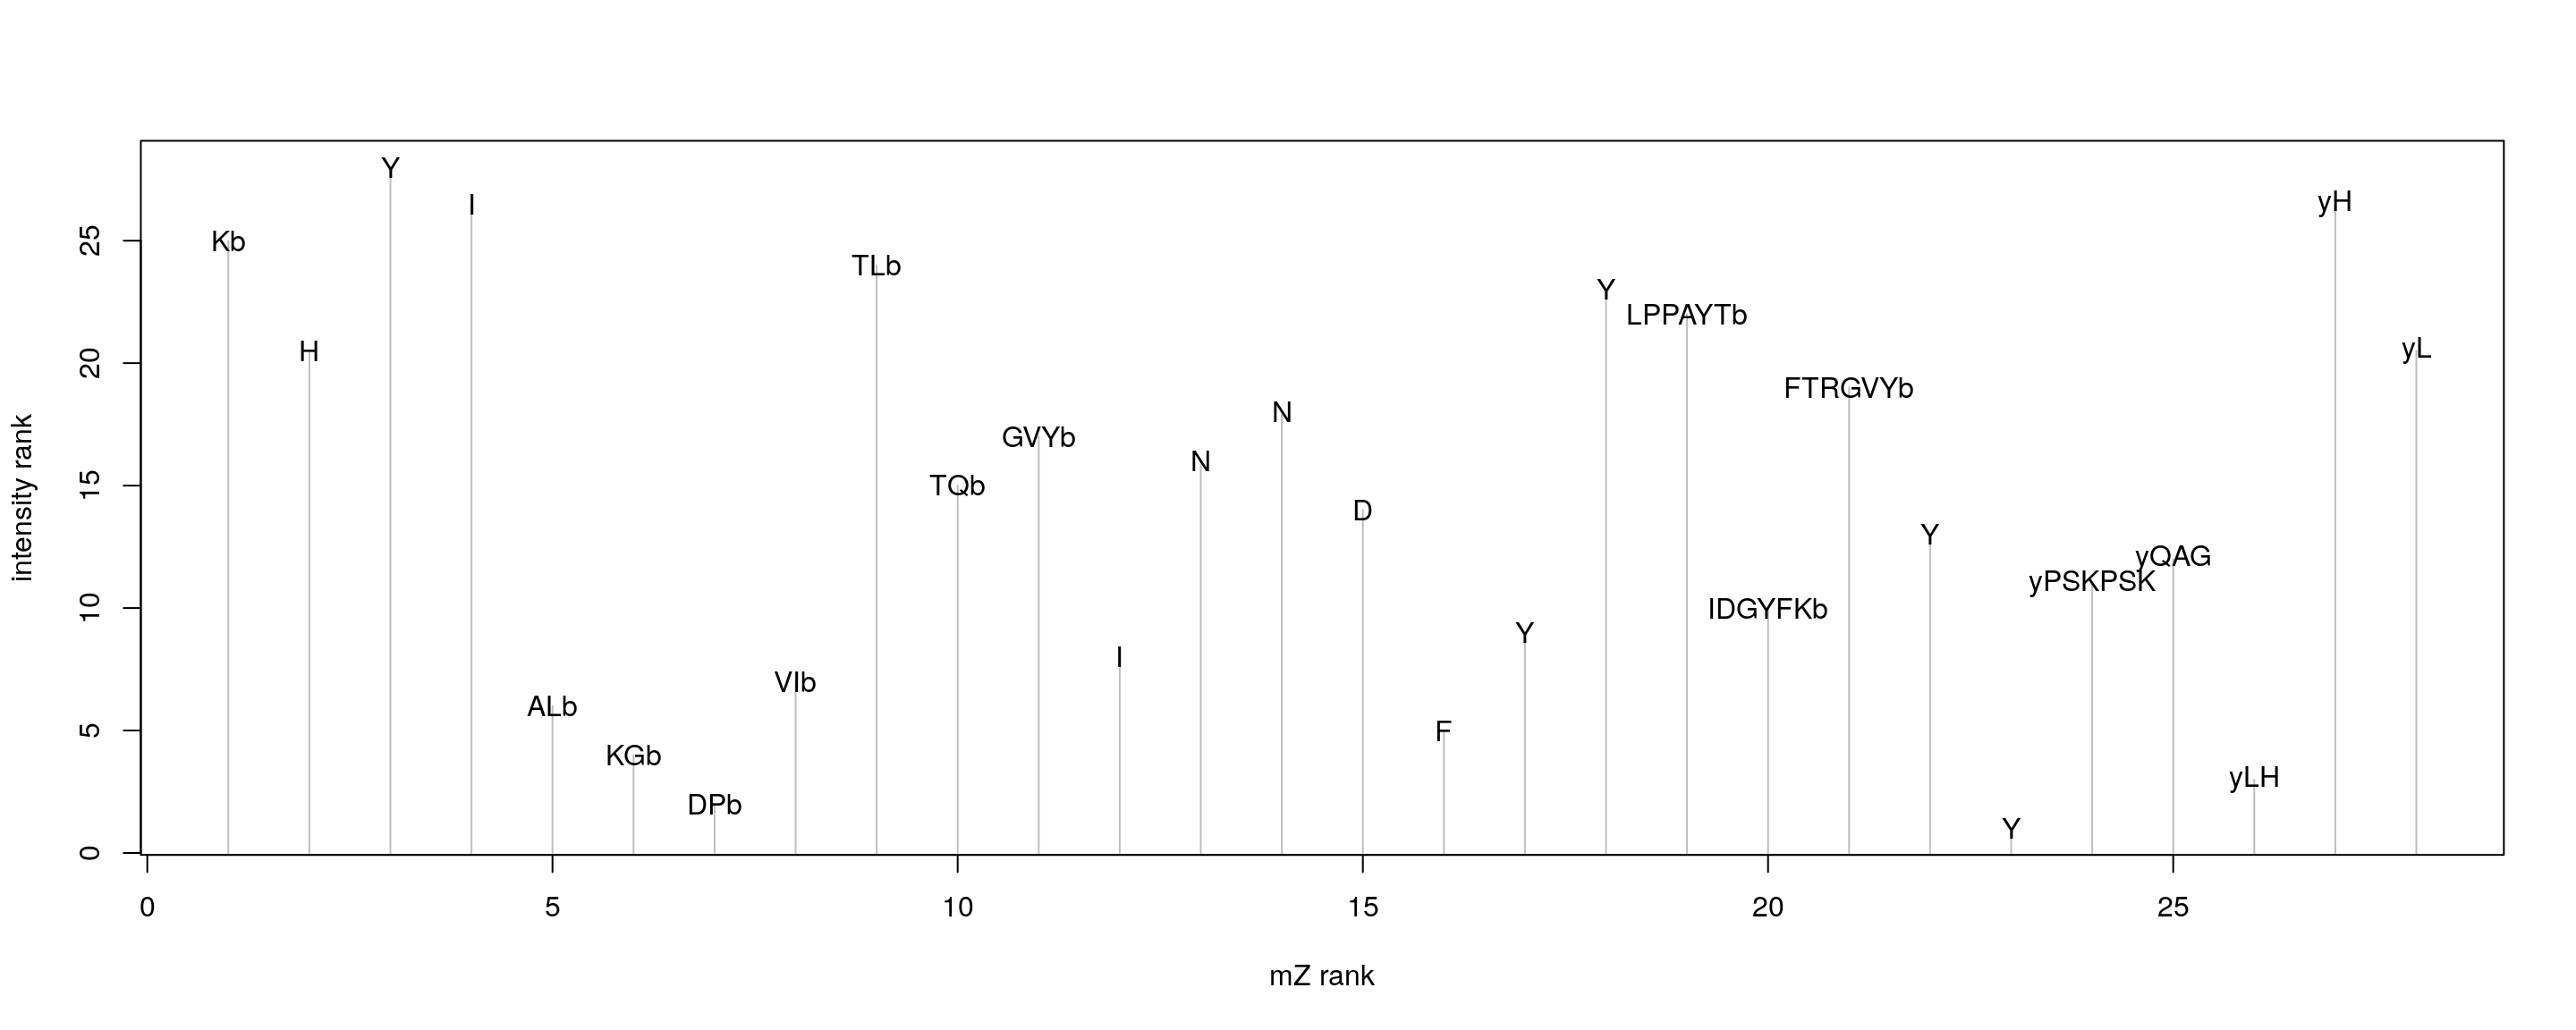 Y
yH
I
Kb
TLb
Y
LPPAYTb
H
yL
FTRGVYb
N
GVYb
N
TQb
D
Y
yQAG
yPSKPSK
IDGYFKb
Y
I
VIb
ALb
F
KGb
yLH
DPb
Y
0
5
10
15
20
25
intensity rank
0
5
10
15
20
25
mZ rank